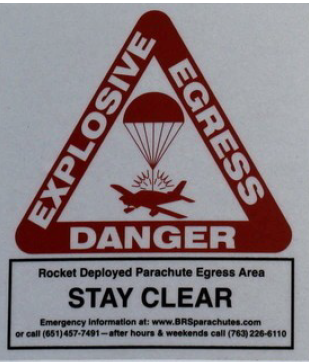 EXPLOSIVE
EGRESS
DANGER
Rocket Deployed Parachute Egress Area
STAY CLEAR
Emergency information at: www.BRSparachutes.com
or call (651) 457-7491—after hours & weekends call (763) 226-6110